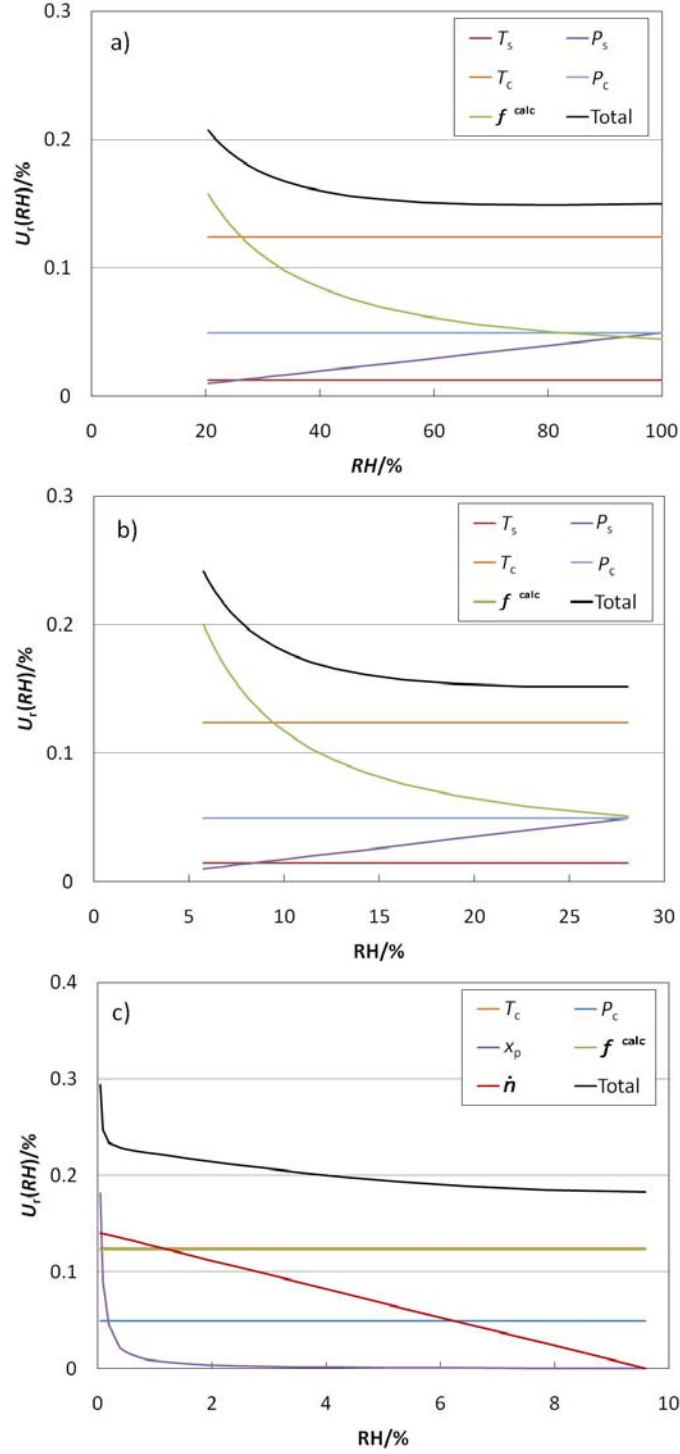 0.3
a)
T_s P_s
T_c P_c
f^calc Total
0.2
U_r(RH)/%
0.1
0
0 20 40 60 80 100
RH/%
0.3
b)
T_s P_s
T_c P_c
f^calc Total
0.2
U_r(RH)/%
0.1
0
0 5 10 15 20 25 30
RH/%
0.4
c)
T_c P_c
x_p f^calc
ṅ Total
0.3
U_r(RH)/%
0.2
0.1
0
0 2 4 6 8 10
RH/%